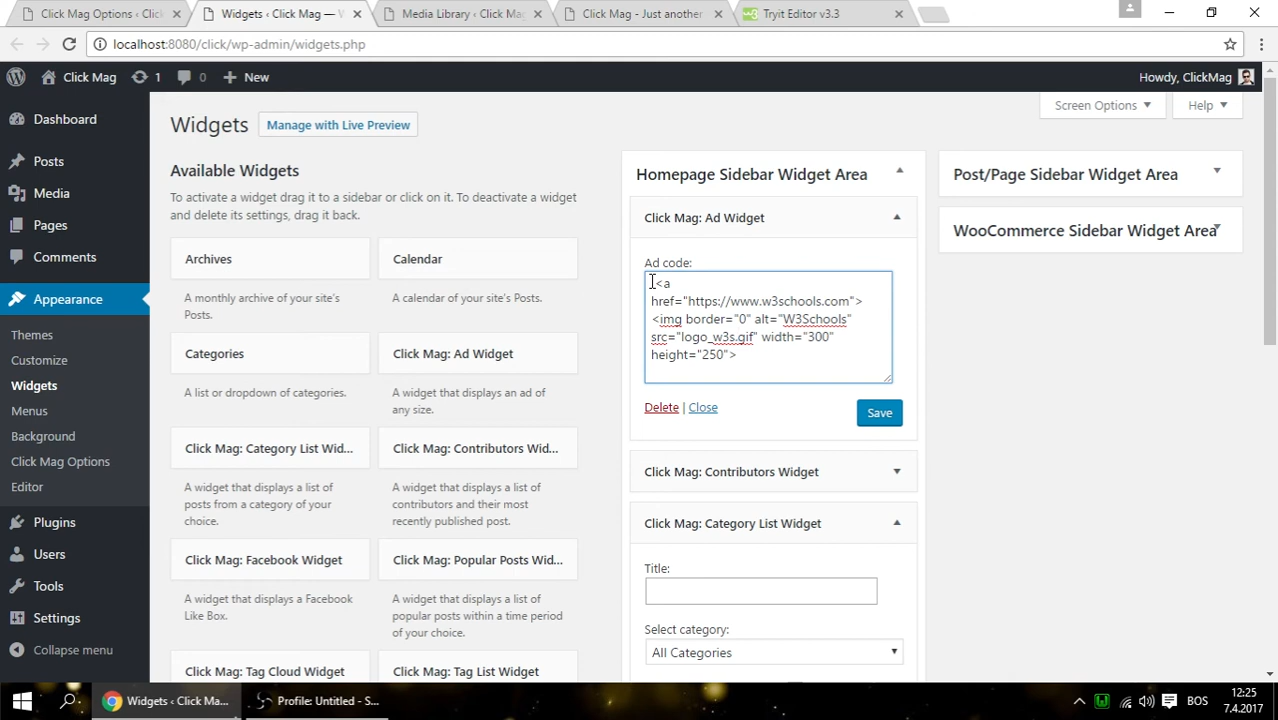 Click Mag Options ‹ Click
Widgets ‹ Click Mag — W
Media Library ‹ Click Mag
Click Mag - Just another
Tryit Editor v3.3
localhost:8080/click/wp-admin/widgets.php
Click Mag
1
0
New
Howdy, ClickMag
Screen Options
Help
Dashboard
Posts
Media
Pages
Comments
Appearance
Themes
Customize
Widgets
Menus
Background
Click Mag Options
Editor
Plugins
Users
Tools
Settings
Collapse menu
Widgets
Manage with Live Preview
Available Widgets
To activate a widget drag it to a sidebar or click on it. To deactivate a widget
and delete its settings, drag it back.
Archives
A monthly archive of your site's
Posts.
Calendar
A calendar of your site's Posts.
Categories
A list or dropdown of categories.
Click Mag: Ad Widget
A widget that displays an ad of
any size.
Click Mag: Category List Wid...
A widget that displays a list of
posts from a category of your
choice.
Click Mag: Contributors Wid...
A widget that displays a list of
contributors and their most
recently published post.
Click Mag: Facebook Widget
A widget that displays a Facebook
Like Box.
Click Mag: Popular Posts Wid...
A widget that displays a list of
popular posts within a time period
of your choice.
Click Mag: Tag Cloud Widget
Click Mag: Tag List Widget
Homepage Sidebar Widget Area
Click Mag: Ad Widget
Ad code:
<a
href="https://www.w3schools.com">
<img border="0" alt="W3Schools"
src="logo_w3s.gif" width="300"
height="250">
Delete | Close
Save
Click Mag: Contributors Widget
Click Mag: Category List Widget
Title:
Select category:
All Categories
Post/Page Sidebar Widget Area
WooCommerce Sidebar Widget Area
Widgets ‹ Click Ma...
Profile: Untitled - S...
BOS
12:25
7.4.2017